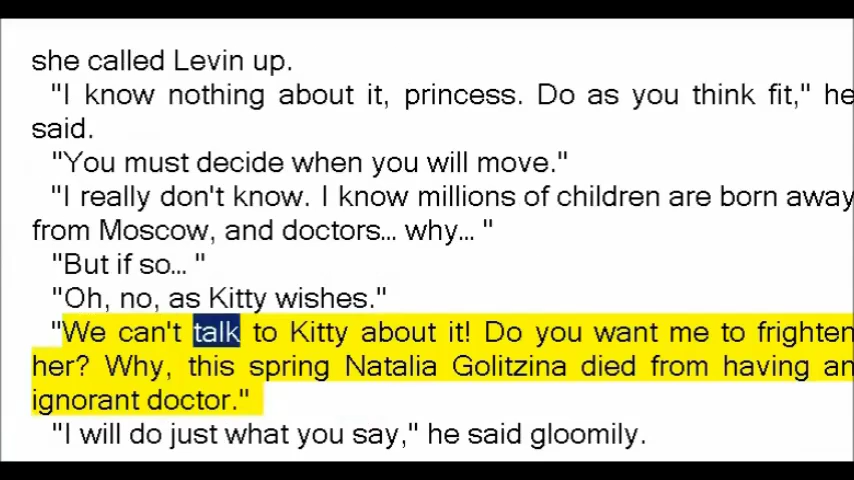 she called Levin up.
"I know nothing about it, princess. Do as you think fit," he
said.
"You must decide when you will move."
"I really don't know. I know millions of children are born away
from Moscow, and doctors... why... "
"But if so... "
"Oh, no, as Kitty wishes."
"We can't talk to Kitty about it! Do you want me to frighten
her? Why, this spring Natalia Golitzina died from having an
ignorant doctor."
"I will do just what you say," he said gloomily.